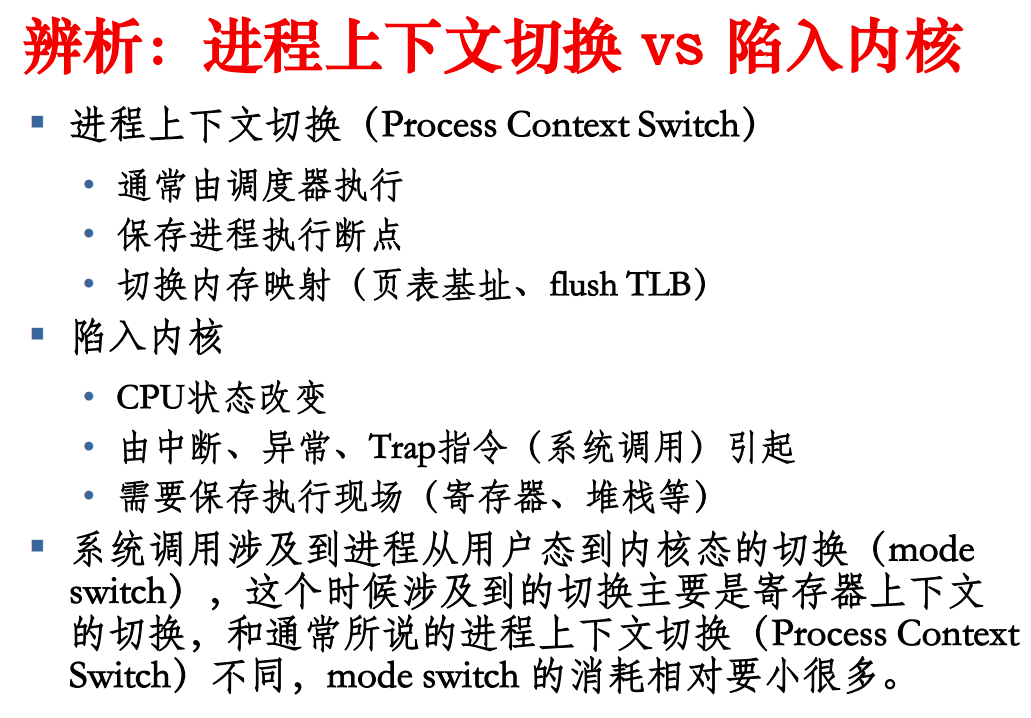 辨析：进程上下文切换 vs 陷入内核
▪ 进程上下文切换（Process Context Switch）
• 通常由调度器执行
• 保存进程执行断点
• 切换内存映射（页表基址、flush TLB）
▪ 陷入内核
• CPU状态改变
• 由中断、异常、Trap指令（系统调用）引起
• 需要保存执行现场（寄存器、堆栈等）
▪ 系统调用涉及到进程从用户态到内核态的切换（mode
switch），这个时候涉及到的切换主要是寄存器上下文
的切换，和通常所说的进程上下文切换（Process Context
Switch）不同，mode switch 的消耗相对要小很多。